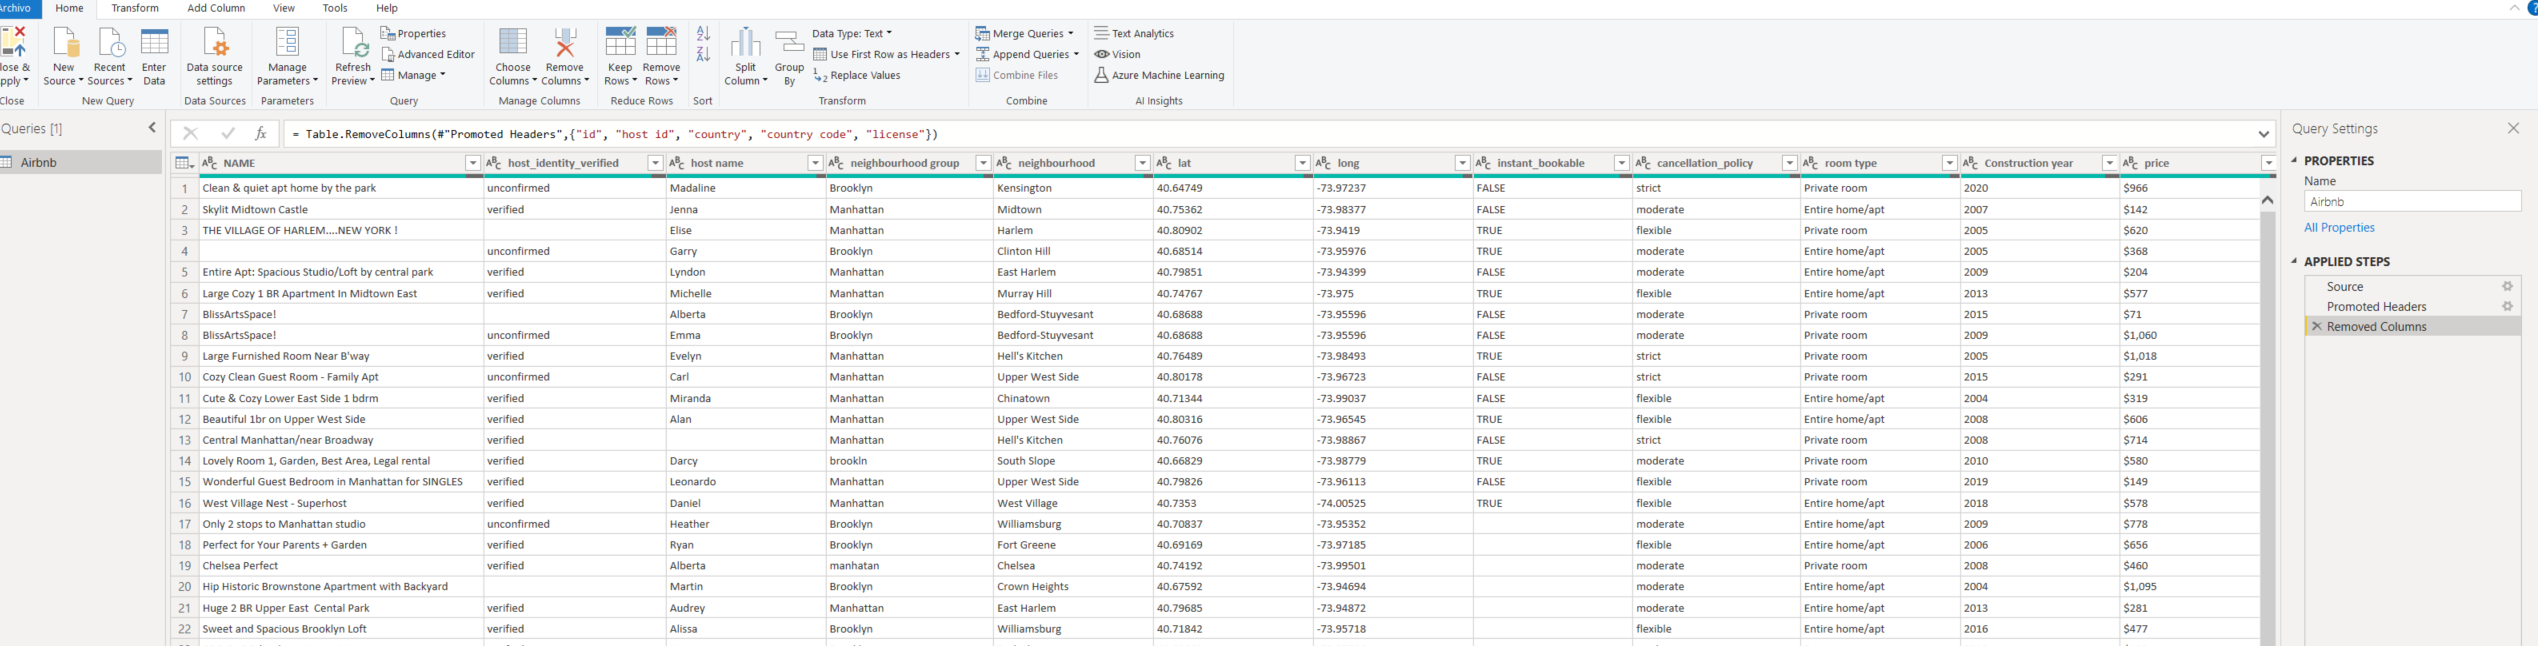 Archivo Home Transform Add Column View Tools Help
Close & Apply New Source Recent Sources Enter Data Data source settings Manage Parameters Refresh Preview Properties Advanced Editor Manage Choose Columns Remove Columns Keep Rows Remove Rows Split Column Group By Data Type: Text Use First Row as Headers Replace Values Merge Queries Append Queries Combine Files Text Analytics Vision Azure Machine Learning
Close New Query Data Sources Parameters Query Manage Columns Reduce Rows Sort Transform Combine AI Insights
Queries [1]
Airbnb
= Table.RemoveColumns(#"Promoted Headers",{"id", "host id", "country", "country code", "license"})
NAME host_identity_verified host name neighbourhood group neighbourhood lat long instant_bookable cancellation_policy room type Construction year price
1 Clean & quiet apt home by the park unconfirmed Madaline Brooklyn Kensington 40.64749 -73.97237 FALSE strict Private room 2020 $966
2 Skylit Midtown Castle verified Jenna Manhattan Midtown 40.75362 -73.98377 FALSE moderate Entire home/apt 2007 $142
3 THE VILLAGE OF HARLEM....NEW YORK ! Elise Manhattan Harlem 40.80902 -73.9419 TRUE flexible Private room 2005 $620
4 unconfirmed Garry Brooklyn Clinton Hill 40.68514 -73.95976 TRUE moderate Entire home/apt 2005 $368
5 Entire Apt: Spacious Studio/Loft by central park verified Lyndon Manhattan East Harlem 40.79851 -73.94399 FALSE moderate Entire home/apt 2009 $204
6 Large Cozy 1 BR Apartment In Midtown East verified Michelle Manhattan Murray Hill 40.74767 -73.975 TRUE flexible Entire home/apt 2013 $577
7 BlissArtsSpace! Alberta Brooklyn Bedford-Stuyvesant 40.68688 -73.95596 FALSE moderate Private room 2015 $71
8 BlissArtsSpace! unconfirmed Emma Brooklyn Bedford-Stuyvesant 40.68688 -73.95596 FALSE moderate Private room 2009 $1,060
9 Large Furnished Room Near B'way verified Evelyn Manhattan Hell's Kitchen 40.76489 -73.98493 TRUE strict Private room 2005 $1,018
10 Cozy Clean Guest Room - Family Apt unconfirmed Carl Manhattan Upper West Side 40.80178 -73.96723 FALSE strict Private room 2015 $291
11 Cute & Cozy Lower East Side 1 bdrm verified Miranda Manhattan Chinatown 40.71344 -73.99037 FALSE flexible Entire home/apt 2004 $319
12 Beautiful 1br on Upper West Side verified Alan Manhattan Upper West Side 40.80316 -73.96545 TRUE flexible Entire home/apt 2008 $606
13 Central Manhattan/near Broadway verified Manhattan Hell's Kitchen 40.76076 -73.98867 FALSE strict Private room 2008 $714
14 Lovely Room 1, Garden, Best Area, Legal rental verified Darcy brookln South Slope 40.66829 -73.98779 TRUE moderate Private room 2010 $580
15 Wonderful Guest Bedroom in Manhattan for SINGLES verified Leonardo Manhattan Upper West Side 40.79826 -73.96113 FALSE flexible Private room 2019 $149
16 West Village Nest - Superhost verified Daniel Manhattan West Village 40.7353 -74.00525 TRUE flexible Entire home/apt 2018 $578
17 Only 2 stops to Manhattan studio unconfirmed Heather Brooklyn Williamsburg 40.70837 -73.95352 moderate Entire home/apt 2009 $778
18 Perfect for Your Parents + Garden verified Ryan Brooklyn Fort Greene 40.69169 -73.97185 flexible Entire home/apt 2006 $656
19 Chelsea Perfect verified Alberta manhatan Chelsea 40.74192 -73.99501 moderate Private room 2008 $460
20 Hip Historic Brownstone Apartment with Backyard Martin Brooklyn Crown Heights 40.67592 -73.94694 moderate Entire home/apt 2004 $1,095
21 Huge 2 BR Upper East  Cental Park verified Audrey Manhattan East Harlem 40.79685 -73.94872 moderate Entire home/apt 2013 $281
22 Sweet and Spacious Brooklyn Loft verified Alissa Brooklyn Williamsburg 40.71842 -73.95718 flexible Entire home/apt 2016 $477
Query Settings
PROPERTIES
Name
Airbnb
All Properties
APPLIED STEPS
Source
Promoted Headers
Removed Columns